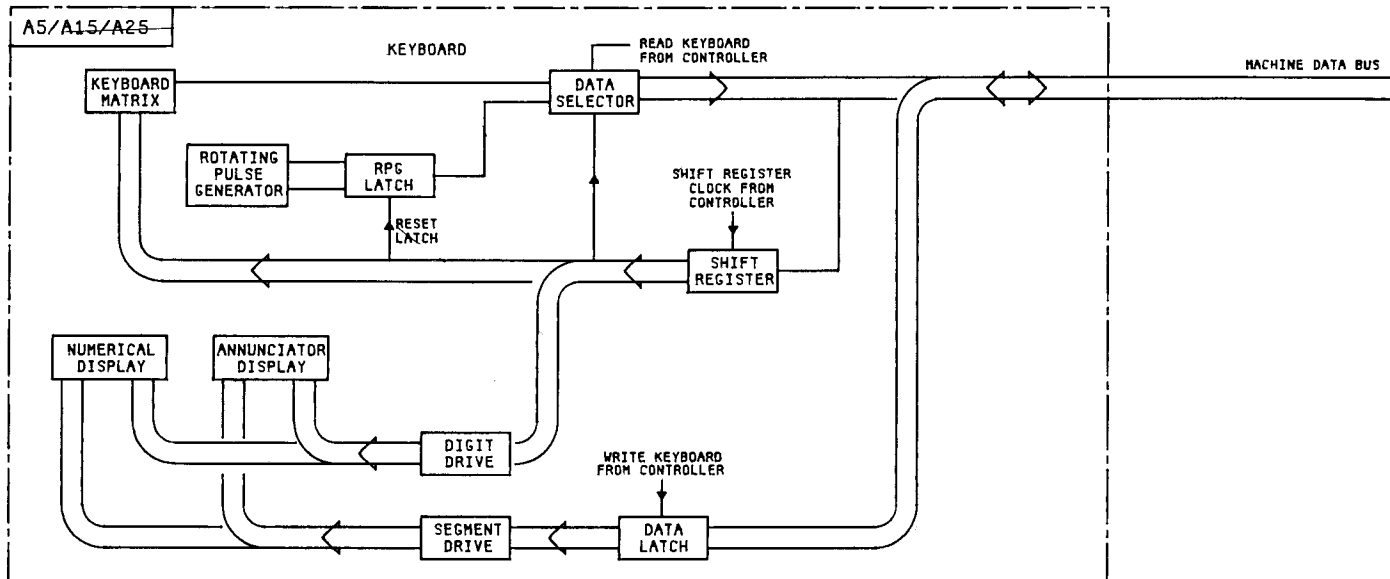 A5/A15/A25
KEYBOARD
READ KEYBOARD
FROM CONTROLLER
MACHINE DATA BUS
KEYBOARD
MATRIX
DATA
SELECTOR
ROTATING
PULSE
GENERATOR
RPG
LATCH
SWIFT REGISTER
CLOCK FROM
CONTROLLER
RESET
LATCH
SHIFT
REGISTER
NUMERICAL
DISPLAY
ANNUNCIATOR
DISPLAY
DIGIT
DRIVE
WRITE KEYBOARD
FROM CONTROLLER
SEGMENT
DRIVE
DATA
LATCH